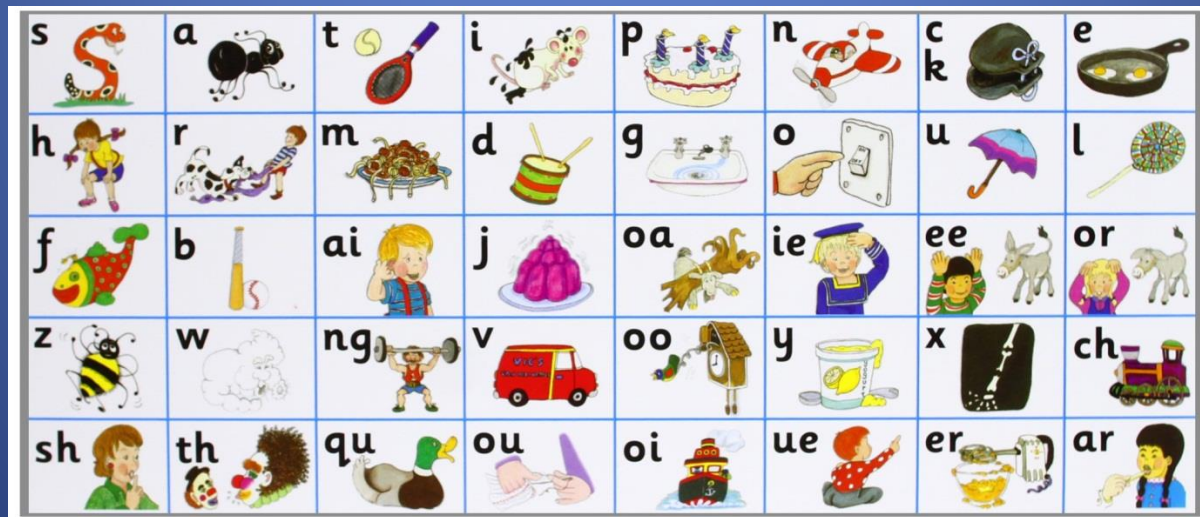 s a t i p n c k e
h r m d g o u l
f b ai j oa ie ee or
z w ng v oo y x ch
sh th qu ou oi ue er ar